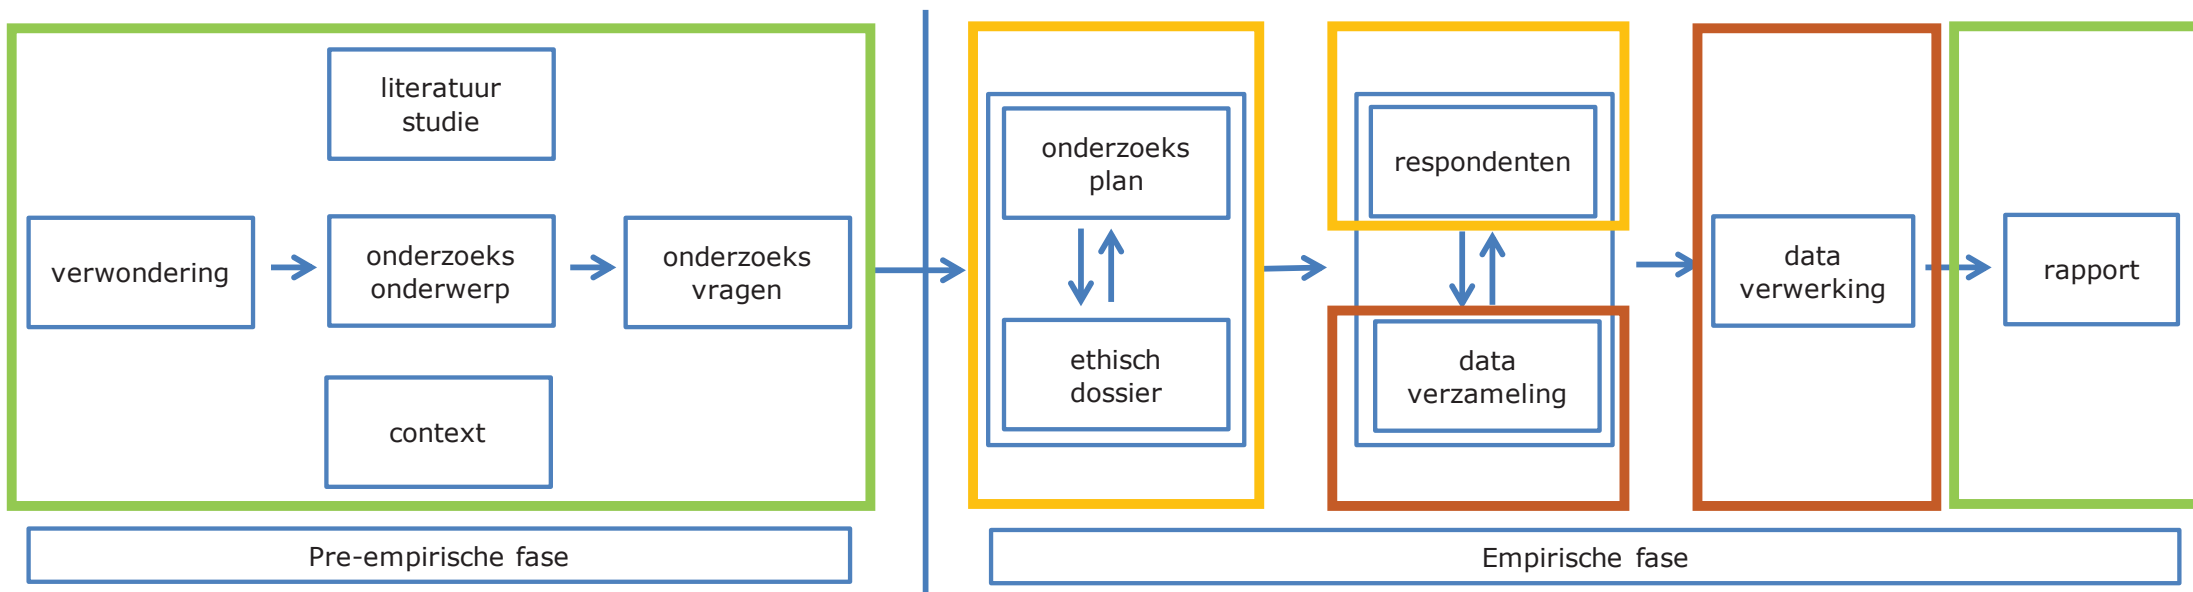 literatuur
studie
verwondering
onderzoeks
onderwerp
onderzoeks
vragen
context
Pre-empirische fase
onderzoeks
plan
ethisch
dossier
respondenten
data
verzameling
data
verwerking
rapport
Empirische fase